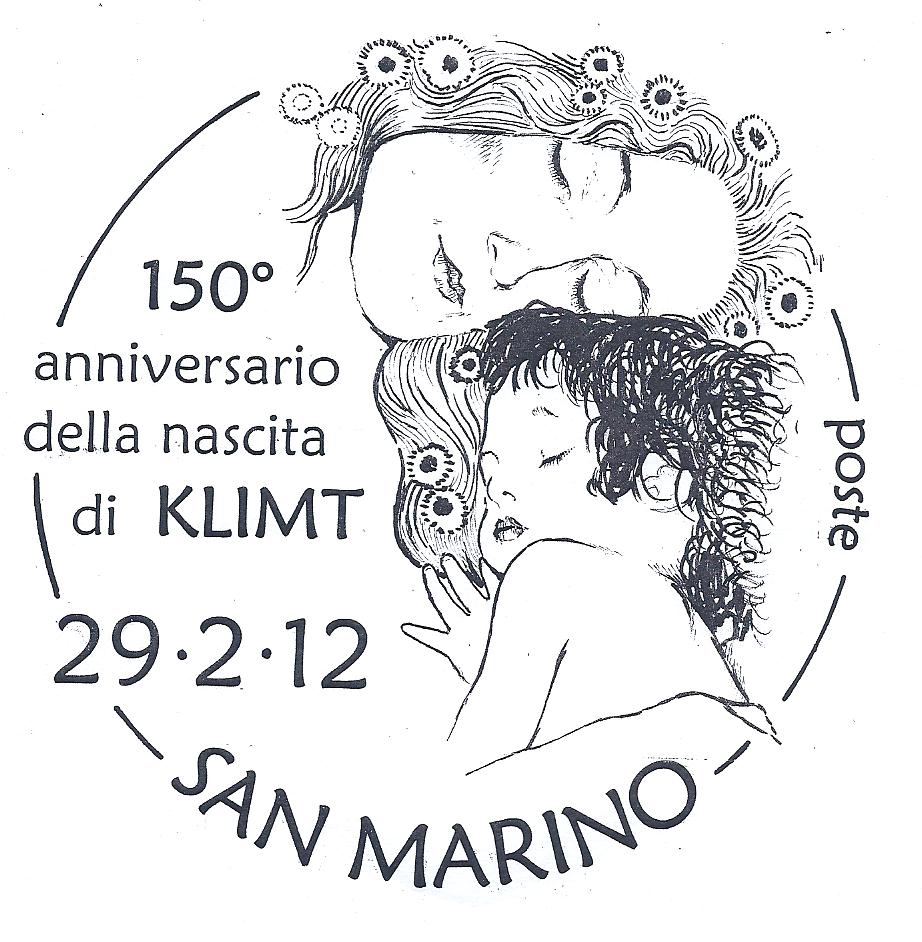 150°
anniversario
della nascita
di KLIMT
29·2·12
SAN MARINO
poste